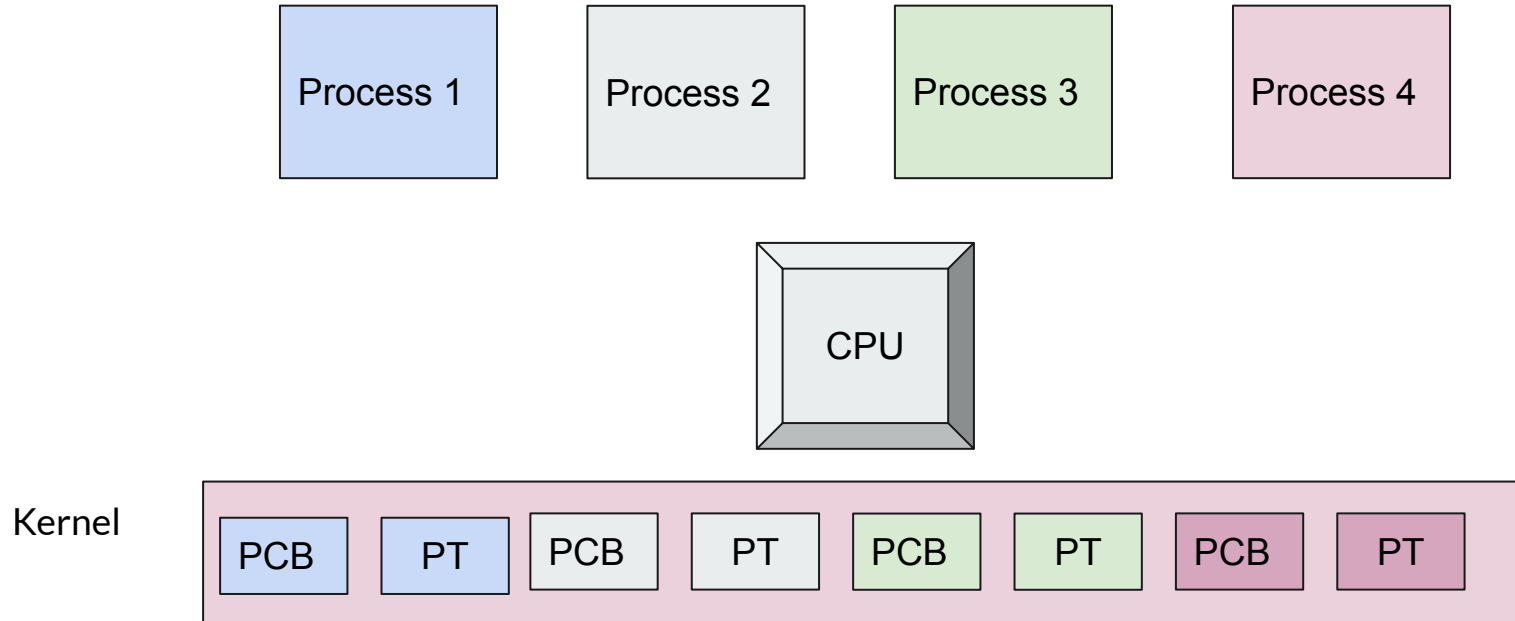 Process 1
Process 2
Process 3
Process 4
CPU
Kernel
PCB
PT
PCB
PT
PCB
PT
PCB
PT